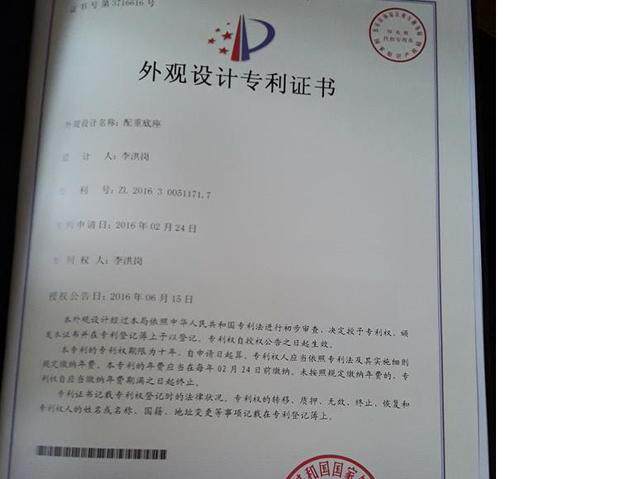 证书号第3716616号
外观设计专利证书
外观设计名称：配重底座
设计人：李洪岗
专利号：ZL 2016 3 0051171.7
专利申请日：2016年02月24日
专利权人：李洪岗
授权公告日：2016年06月15日
本外观设计经过本局依照中华人民共和国专利法进行初步审查，决定授予专利权，颁
发本证书并在专利登记簿上予以登记。专利权自授权公告之日起生效。
本专利的专利权期限为十年，自申请日起算。专利权人应当依照专利法及其实施细则
规定缴纳年费。本专利的年费应当在每年02月24日前缴纳。未按照规定缴纳年费的，专
利权自应当缴纳年费期满之日起终止。
专利证书记载专利权登记时的法律状况。专利权的转移、质押、无效、终止、恢复和
专利权人的姓名或名称、国籍、地址变更等事项记载在专利登记簿上。
和国国家